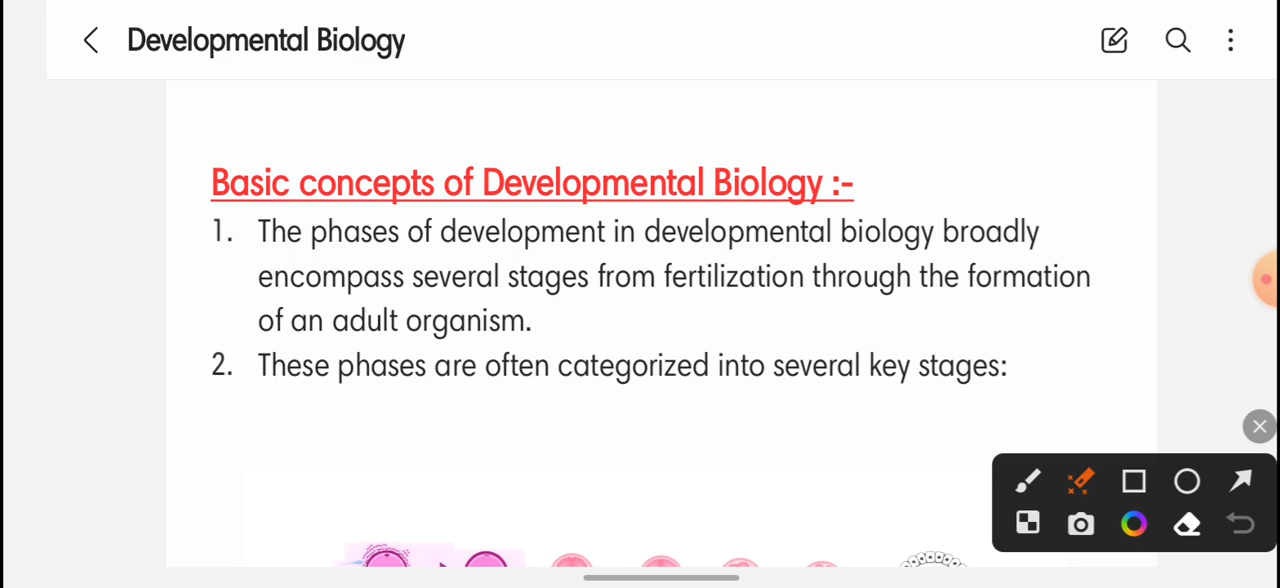 Developmental Biology
Basic concepts of Developmental Biology :-
1. The phases of development in developmental biology broadly
encompass several stages from fertilization through the formation
of an adult organism.
2. These phases are often categorized into several key stages: